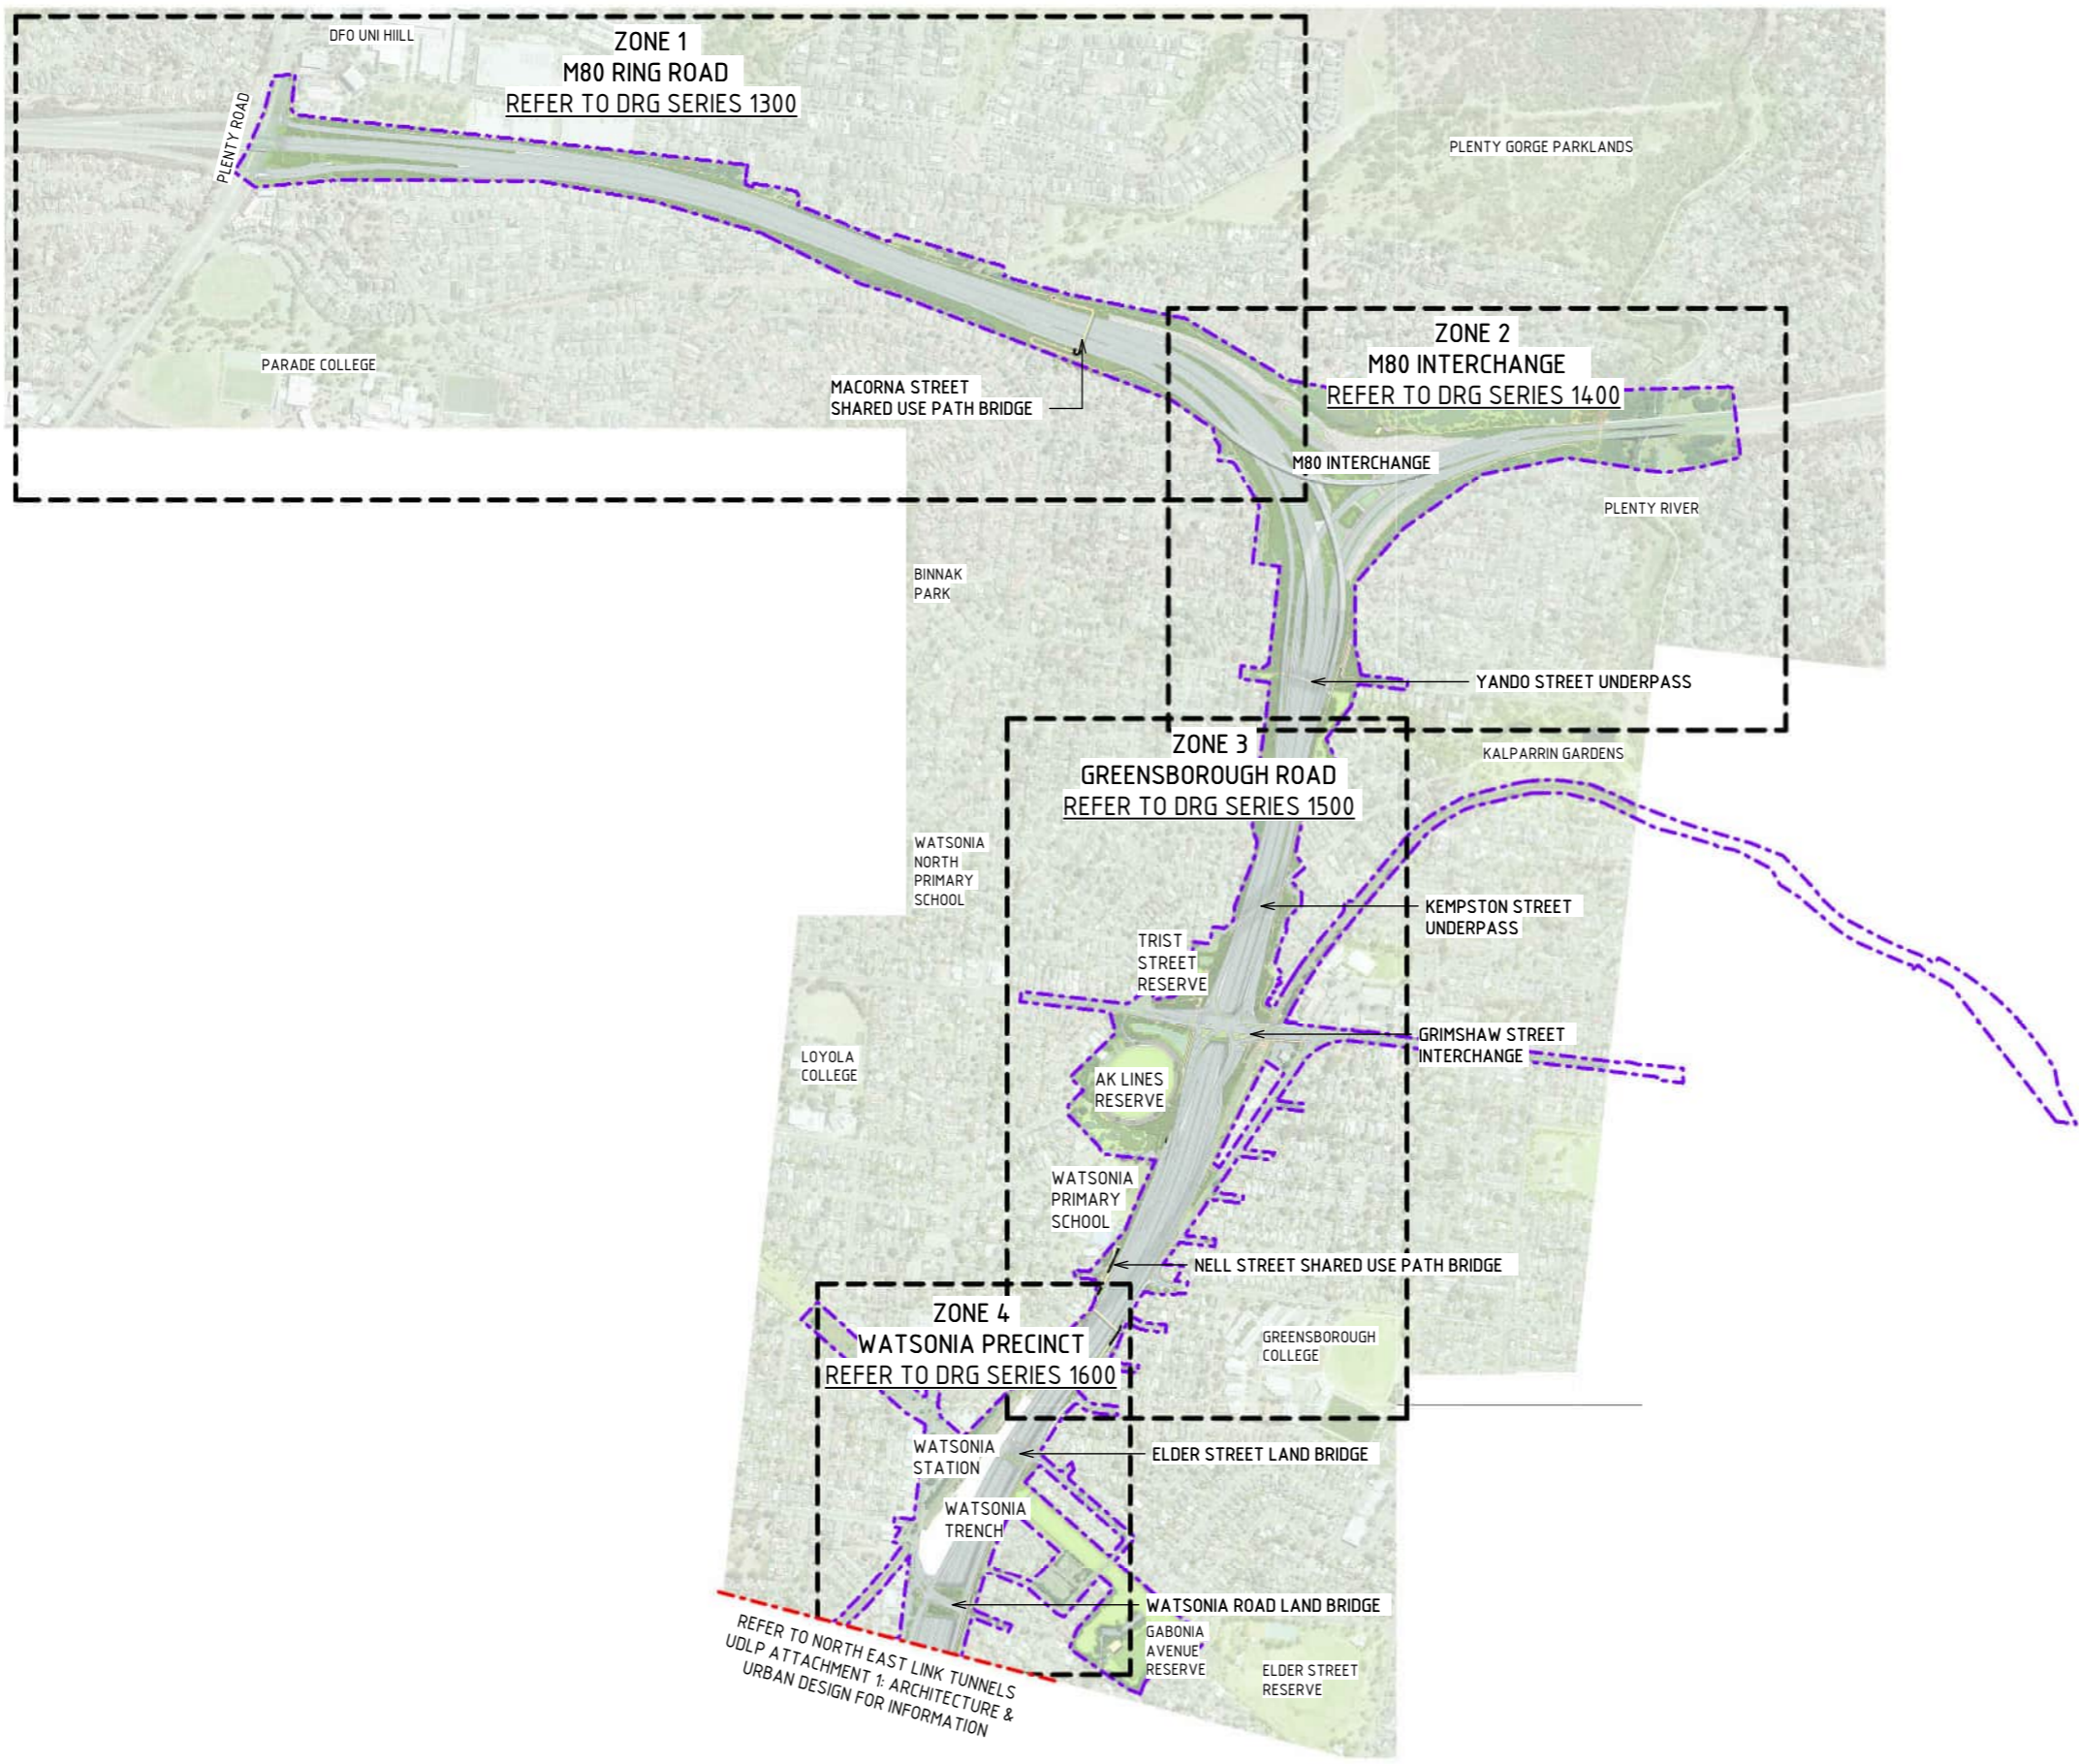 DFO UNI HIILL
ZONE 1
M80 RING ROAD
REFER TO DRG SERIES 1300
PLENTY ROAD
PLENTY GORGE PARKLANDS
PARADE COLLEGE
MACORNA STREET
SHARED USE PATH BRIDGE
ZONE 2
M80 INTERCHANGE
REFER TO DRG SERIES 1400
M80 INTERCHANGE
PLENTY RIVER
BINNAK
PARK
YANDO STREET UNDERPASS
ZONE 3
GREENSBOROUGH ROAD
REFER TO DRG SERIES 1500
KALPARRIN GARDENS
WATSONIA
NORTH
PRIMARY
SCHOOL
KEMPSTON STREET
UNDERPASS
TRIST
STREET
RESERVE
GRIMSHAW STREET
INTERCHANGE
LOYOLA
COLLEGE
AK LINES
RESERVE
WATSONIA
PRIMARY
SCHOOL
NELL STREET SHARED USE PATH BRIDGE
ZONE 4
WATSONIA PRECINCT
REFER TO DRG SERIES 1600
GREENSBOROUGH
COLLEGE
WATSONIA
STATION
ELDER STREET LAND BRIDGE
WATSONIA
TRENCH
WATSONIA ROAD LAND BRIDGE
GABONIA
AVENUE
RESERVE
ELDER STREET
RESERVE
REFER TO NORTH EAST LINK TUNNELS
UDLP ATTACHMENT 1: ARCHITECTURE &
URBAN DESIGN FOR INFORMATION